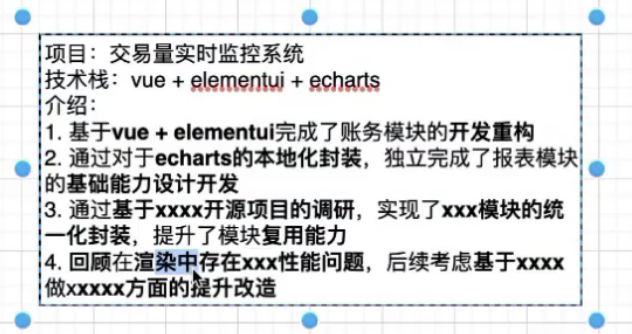 项目：交易量实时监控系统
技术栈：vue + elementui + echarts
介绍：
1. 基于vue + elementui完成了账务模块的开发重构
2. 通过对于echarts的本地化封装，独立完成了报表模块
的基础能力设计开发
3. 通过基于xxxx开源项目的调研，实现了xxx模块的统
一化封装，提升了模块复用能力
4. 回顾在渲染中存在xxx性能问题，后续考虑基于xxxx
做xxxxx方面的提升改造